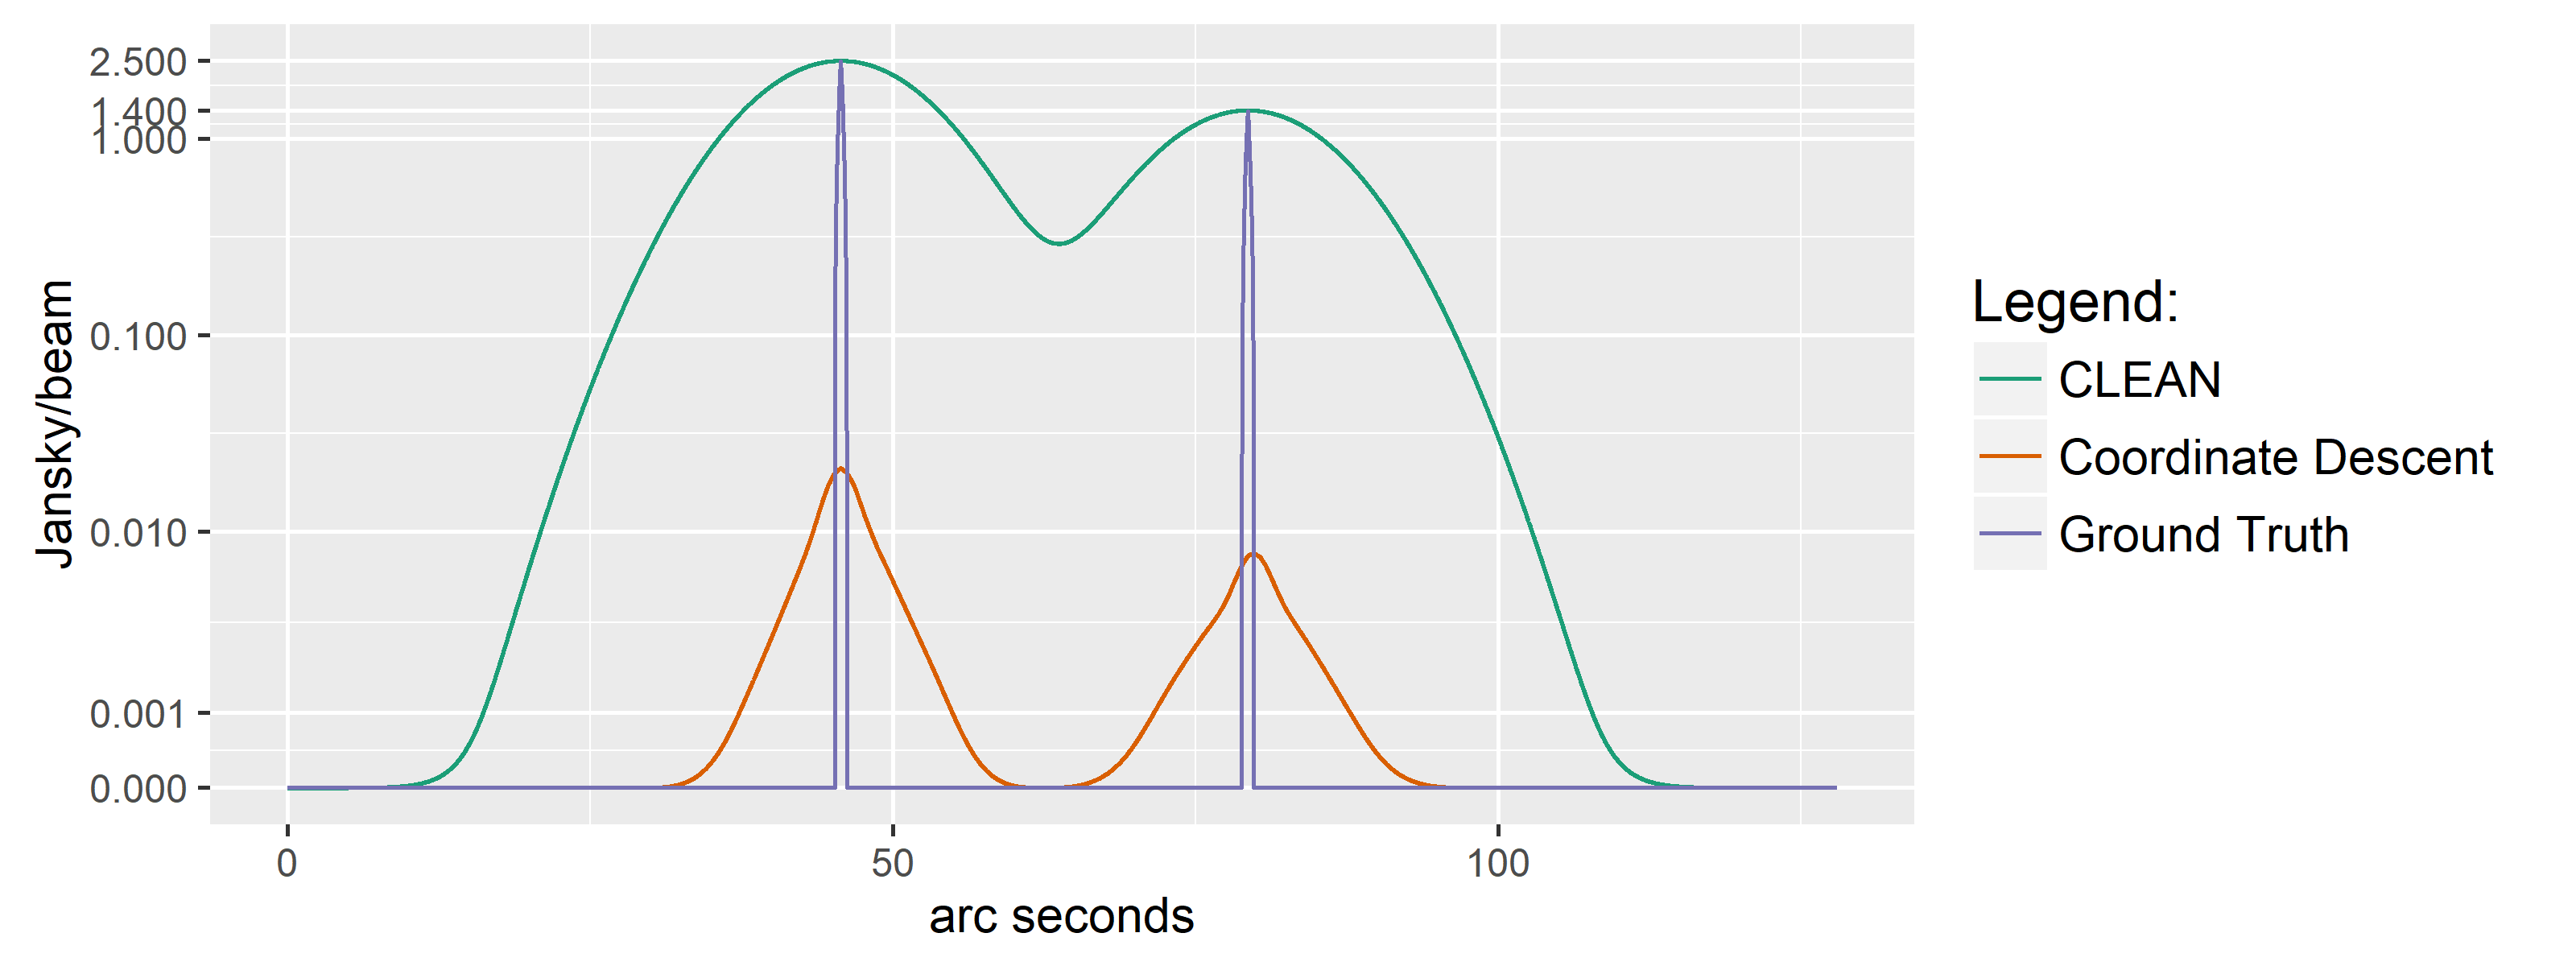 2.500
1.400
1.000
0.100
0.010
0.001
0.000
Jansky/beam
0
50
100
arc seconds
Legend:
CLEAN
Coordinate Descent
Ground Truth